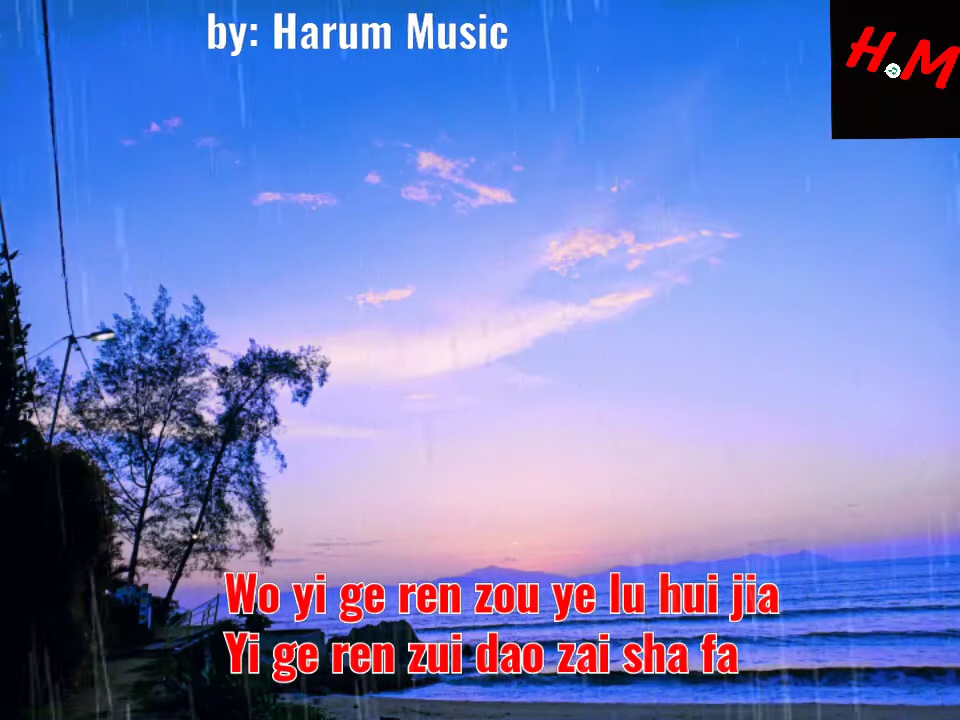 by: Harum Music
H.M
Wo yi ge ren zou ye lu hui jia
Yi ge ren zui dao zai sha fa